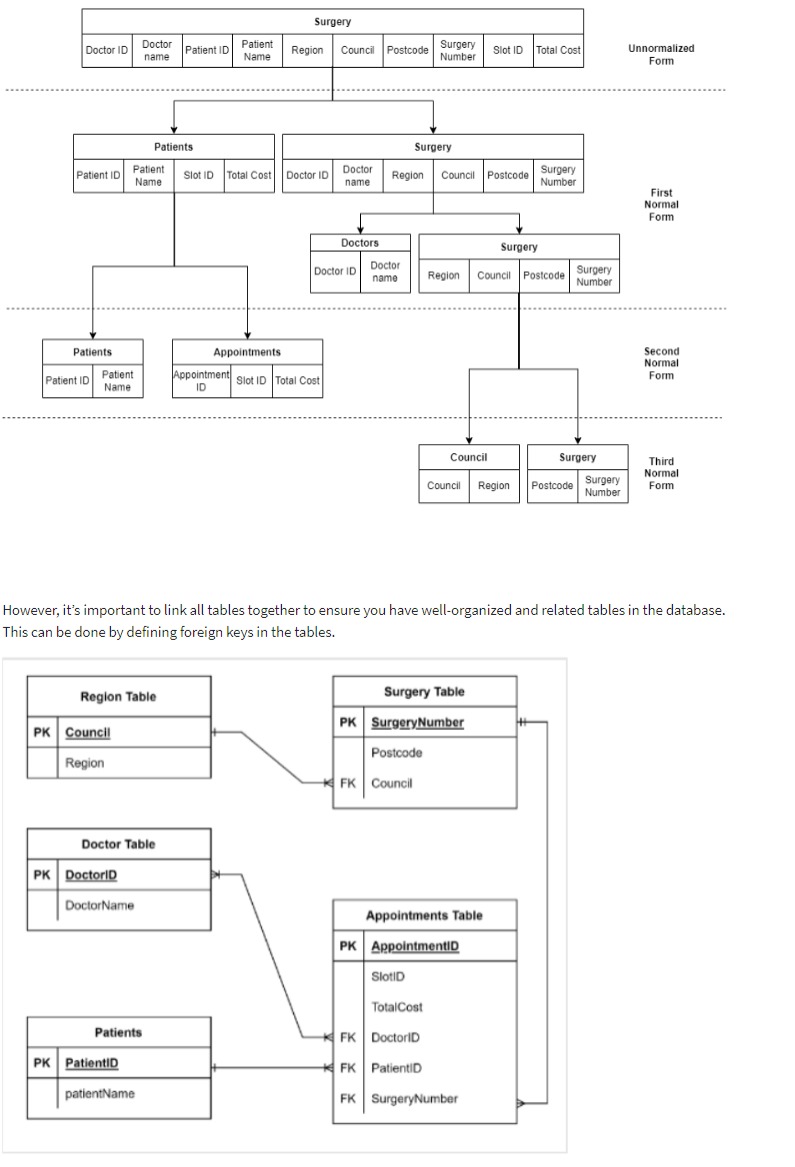 Surgery
Doctor ID Doctor name Patient ID Patient Name Region Council Postcode Surgery Number Slot ID Total Cost
Unnormalized Form
Patients
Patient ID Patient Name Slot ID Total Cost
Surgery
Doctor ID Doctor name Region Council Postcode Surgery Number
First Normal Form
Doctors
Doctor ID Doctor name
Surgery
Region Council Postcode Surgery Number
Patients
Patient ID Patient Name
Appointments
Appointment ID Slot ID Total Cost
Second Normal Form
Council
Council Region
Surgery
Postcode Surgery Number
Third Normal Form
However, it's important to link all tables together to ensure you have well-organized and related tables in the database.
This can be done by defining foreign keys in the tables.
Region Table
PK Council
Region
Surgery Table
PK SurgeryNumber
Postcode
FK Council
Doctor Table
PK DoctorID
DoctorName
Appointments Table
PK AppointmentID
SlotID
TotalCost
FK DoctorID
FK PatientID
FK SurgeryNumber
Patients
PK PatientID
patientName